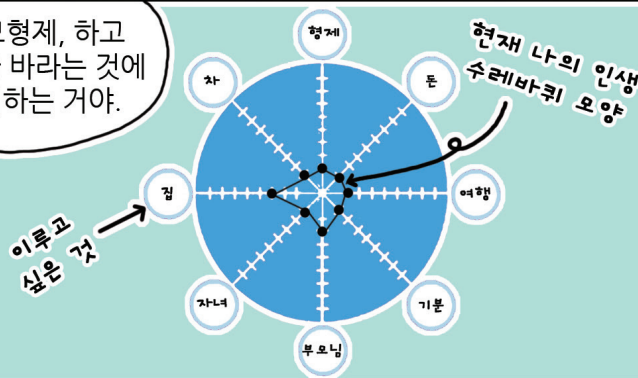 형제, 하고
바라는 것에
하는 거야.
형제
차
돈
현재 나의 인생
수레바퀴 모양
집
여행
이루고
싶은 것
자녀
기분
부모님